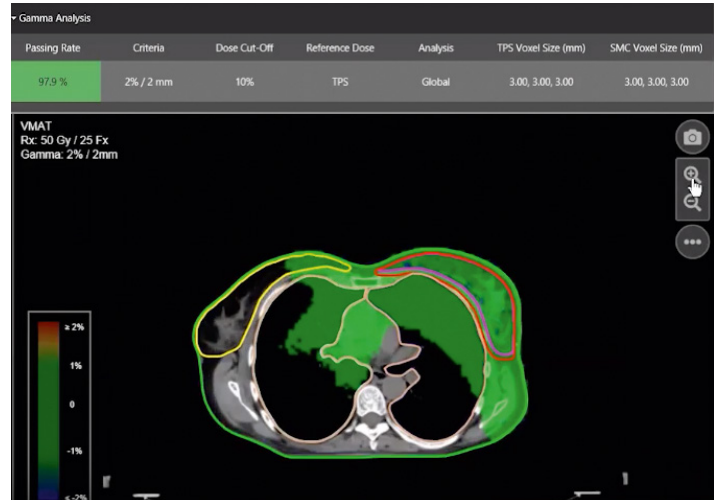 Gamma Analysis
Passing Rate Criteria Dose Cut-Off Reference Dose Analysis TPS Voxel Size (mm) SMC Voxel Size (mm)
97.9 % 2% / 2 mm 10% TPS Global 3.00, 3.00, 3.00 3.00, 3.00, 3.00
VMAT
Rx: 50 Gy / 25 Fx
Gamma: 2% / 2mm
≥ 2%
1%
0
-1%
≤ -2%